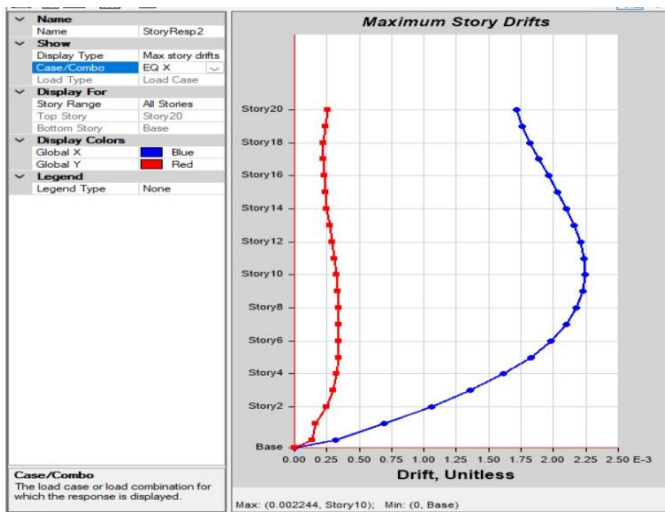 Name
Name StoryResp2
Show
Display Type Max story drifts
Case/Combo EQ X
Load Type Load Case
Display For
Story Range All Stories
Top Story Story20
Bottom Story Base
Display Colors
Global X Blue
Global Y Red
Legend
Legend Type None
Case/Combo
The load case or load combination for
which the response is displayed.
Maximum Story Drifts
Story20
Story18
Story16
Story14
Story12
Story10
Story8
Story6
Story4
Story2
Base
0.00 0.25 0.50 0.75 1.00 1.25 1.50 1.75 2.00 2.25 2.50 E-3
Drift, Unitless
Max: (0.002244, Story10); Min: (0, Base)